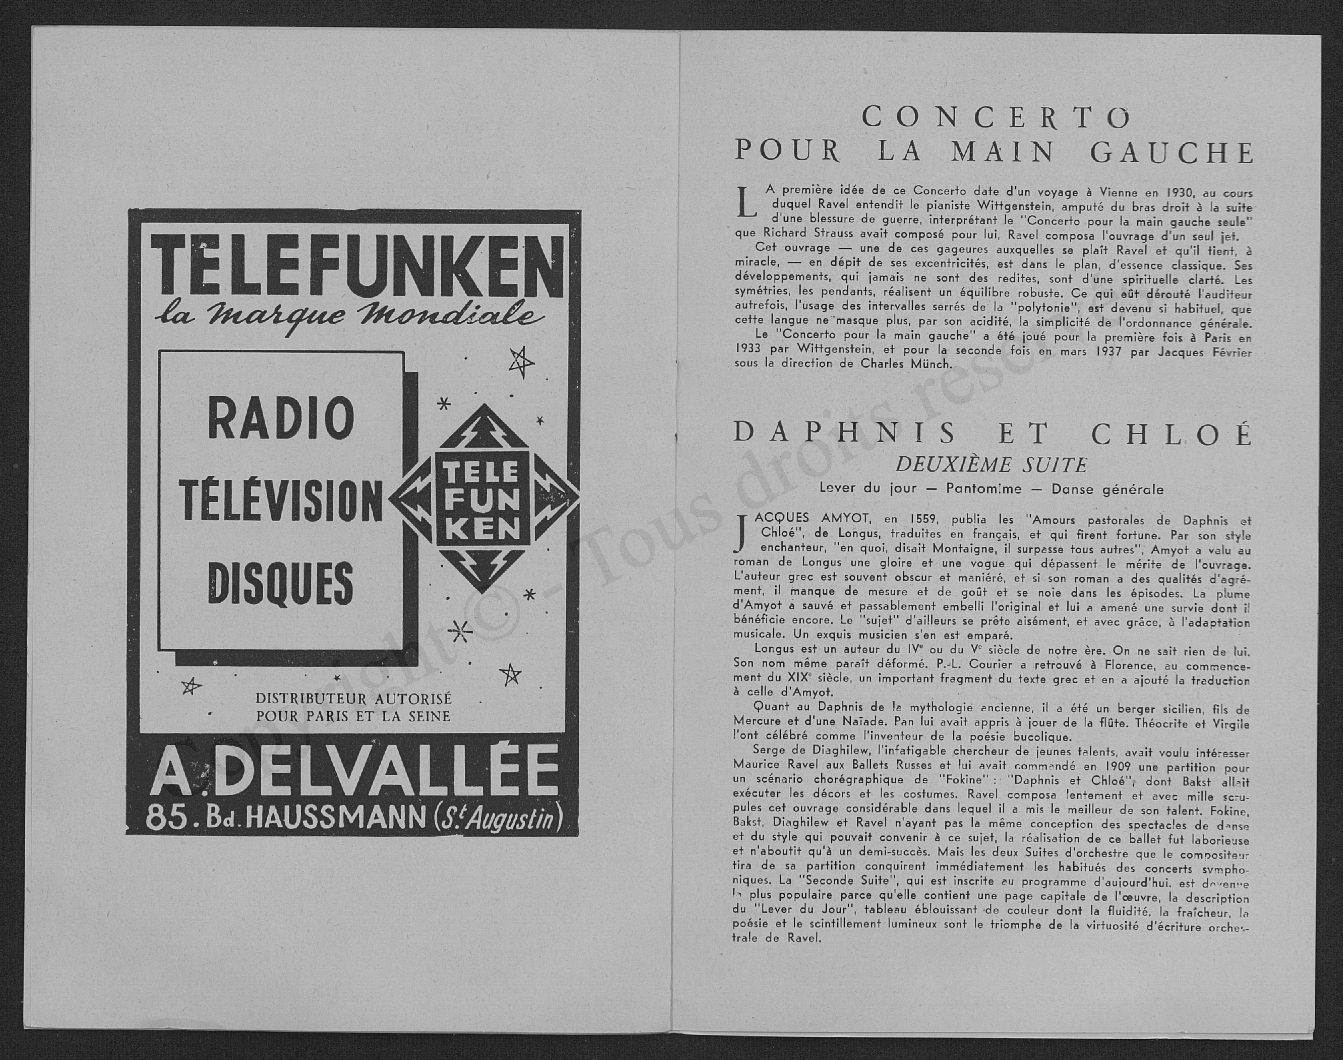 TELEFUNKEN
la marque mondiale
RADIO
TÉLÉVISION
DISQUES
TELE
FUN
KEN
DISTRIBUTEUR AUTORISÉ
POUR PARIS ET LA SEINE
A. DELVALLÉE
85. Bd. HAUSSMANN (St Augustin)
CONCERTO
POUR LA MAIN GAUCHE
LA première idée de ce Concerto date d'un voyage à Vienne en 1930, au cours
duquel Ravel entendit le pianiste Wittgenstein, amputé du bras droit à la suite
d'une blessure de guerre, interprétant le "Concerto pour la main gauche seule"
que Richard Strauss avait composé pour lui. Ravel composa l'ouvrage d'un seul jet.
Cet ouvrage — une de ces gageures auxquelles se plaît Ravel et qu'il tient, à
miracle, — en dépit de ses excentricités, est dans le plan, d'essence classique. Ses
développements, qui jamais ne sont des redites, sont d'une spirituelle clarté. Les
symétries, les pendants, réalisent un équilibre robuste. Ce qui eût dérouté l'auditeur
autrefois, l'usage des intervalles serrés de la "polytonie", est devenu si habituel, que
cette langue ne masque plus, par son acidité, la simplicité de l'ordonnance générale.
Le "Concerto pour la main gauche" a été joué pour la première fois à Paris en
1933 par Wittgenstein, et pour la seconde fois en mars 1937 par Jacques Février
sous la direction de Charles Münch.
DAPHNIS ET CHLOÉ
DEUXIÈME SUITE
Lever du jour — Pantomime — Danse générale
JACQUES AMYOT, en 1559, publia les "Amours pastorales de Daphnis et
Chloé", de Longus, traduites en français, et qui firent fortune. Par son style
enchanteur, "en quoi, disait Montaigne, il surpasse tous autres", Amyot a valu au
roman de Longus une gloire et une vogue qui dépassent le mérite de l'ouvrage.
L'auteur grec est souvent obscur et maniéré, et si son roman a des qualités d'agré-
ment, il manque de mesure et de goût et se noie dans les épisodes. La plume
d'Amyot a sauvé et passablement embelli l'original et lui a amené une survie dont il
bénéficie encore. Le "sujet" d'ailleurs se prête aisément, et avec grâce, à l'adaptation
musicale. Un exquis musicien s'en est emparé.
Longus est un auteur du IVe ou du Ve siècle de notre ère. On ne sait rien de lui.
Son nom même paraît déformé. P.-L. Courier a retrouvé à Florence, au commence-
ment du XIXe siècle, un important fragment du texte grec et en a ajouté la traduction
à celle d'Amyot.
Quant au Daphnis de la mythologie ancienne, il a été un berger sicilien, fils de
Mercure et d'une Naïade. Pan lui avait appris à jouer de la flûte. Théocrite et Virgile
l'ont célébré comme l'inventeur de la poésie bucolique.
Serge de Diaghilew, l'infatigable chercheur de jeunes talents, avait voulu intéresser
Maurice Ravel aux Ballets Russes et lui avait commandé en 1909 une partition pour
un scénario chorégraphique de "Fokine" : "Daphnis et Chloé", dont Bakst allait
exécuter les décors et les costumes. Ravel composa lentement et avec mille scru-
pules cet ouvrage considérable dans lequel il a mis le meilleur de son talent. Fokine,
Bakst, Diaghilew et Ravel n'ayant pas la même conception des spectacles de danse
et du style qui pouvait convenir à ce sujet, la réalisation de ce ballet fut laborieuse
et n'aboutit qu'à un demi-succès. Mais les deux Suites d'orchestre que le compositeur
tira de sa partition conquirent immédiatement les habitués des concerts sympho-
niques. La "Seconde Suite", qui est inscrite au programme d'aujourd'hui, est devenue
la plus populaire parce qu'elle contient une page capitale de l'œuvre, la description
du "Lever du Jour", tableau éblouissant de couleur dont la fluidité, la fraîcheur, la
poésie et le scintillement lumineux sont le triomphe de la virtuosité d'écriture orches-
trale de Ravel.
Copyright © - Tous droits réservés